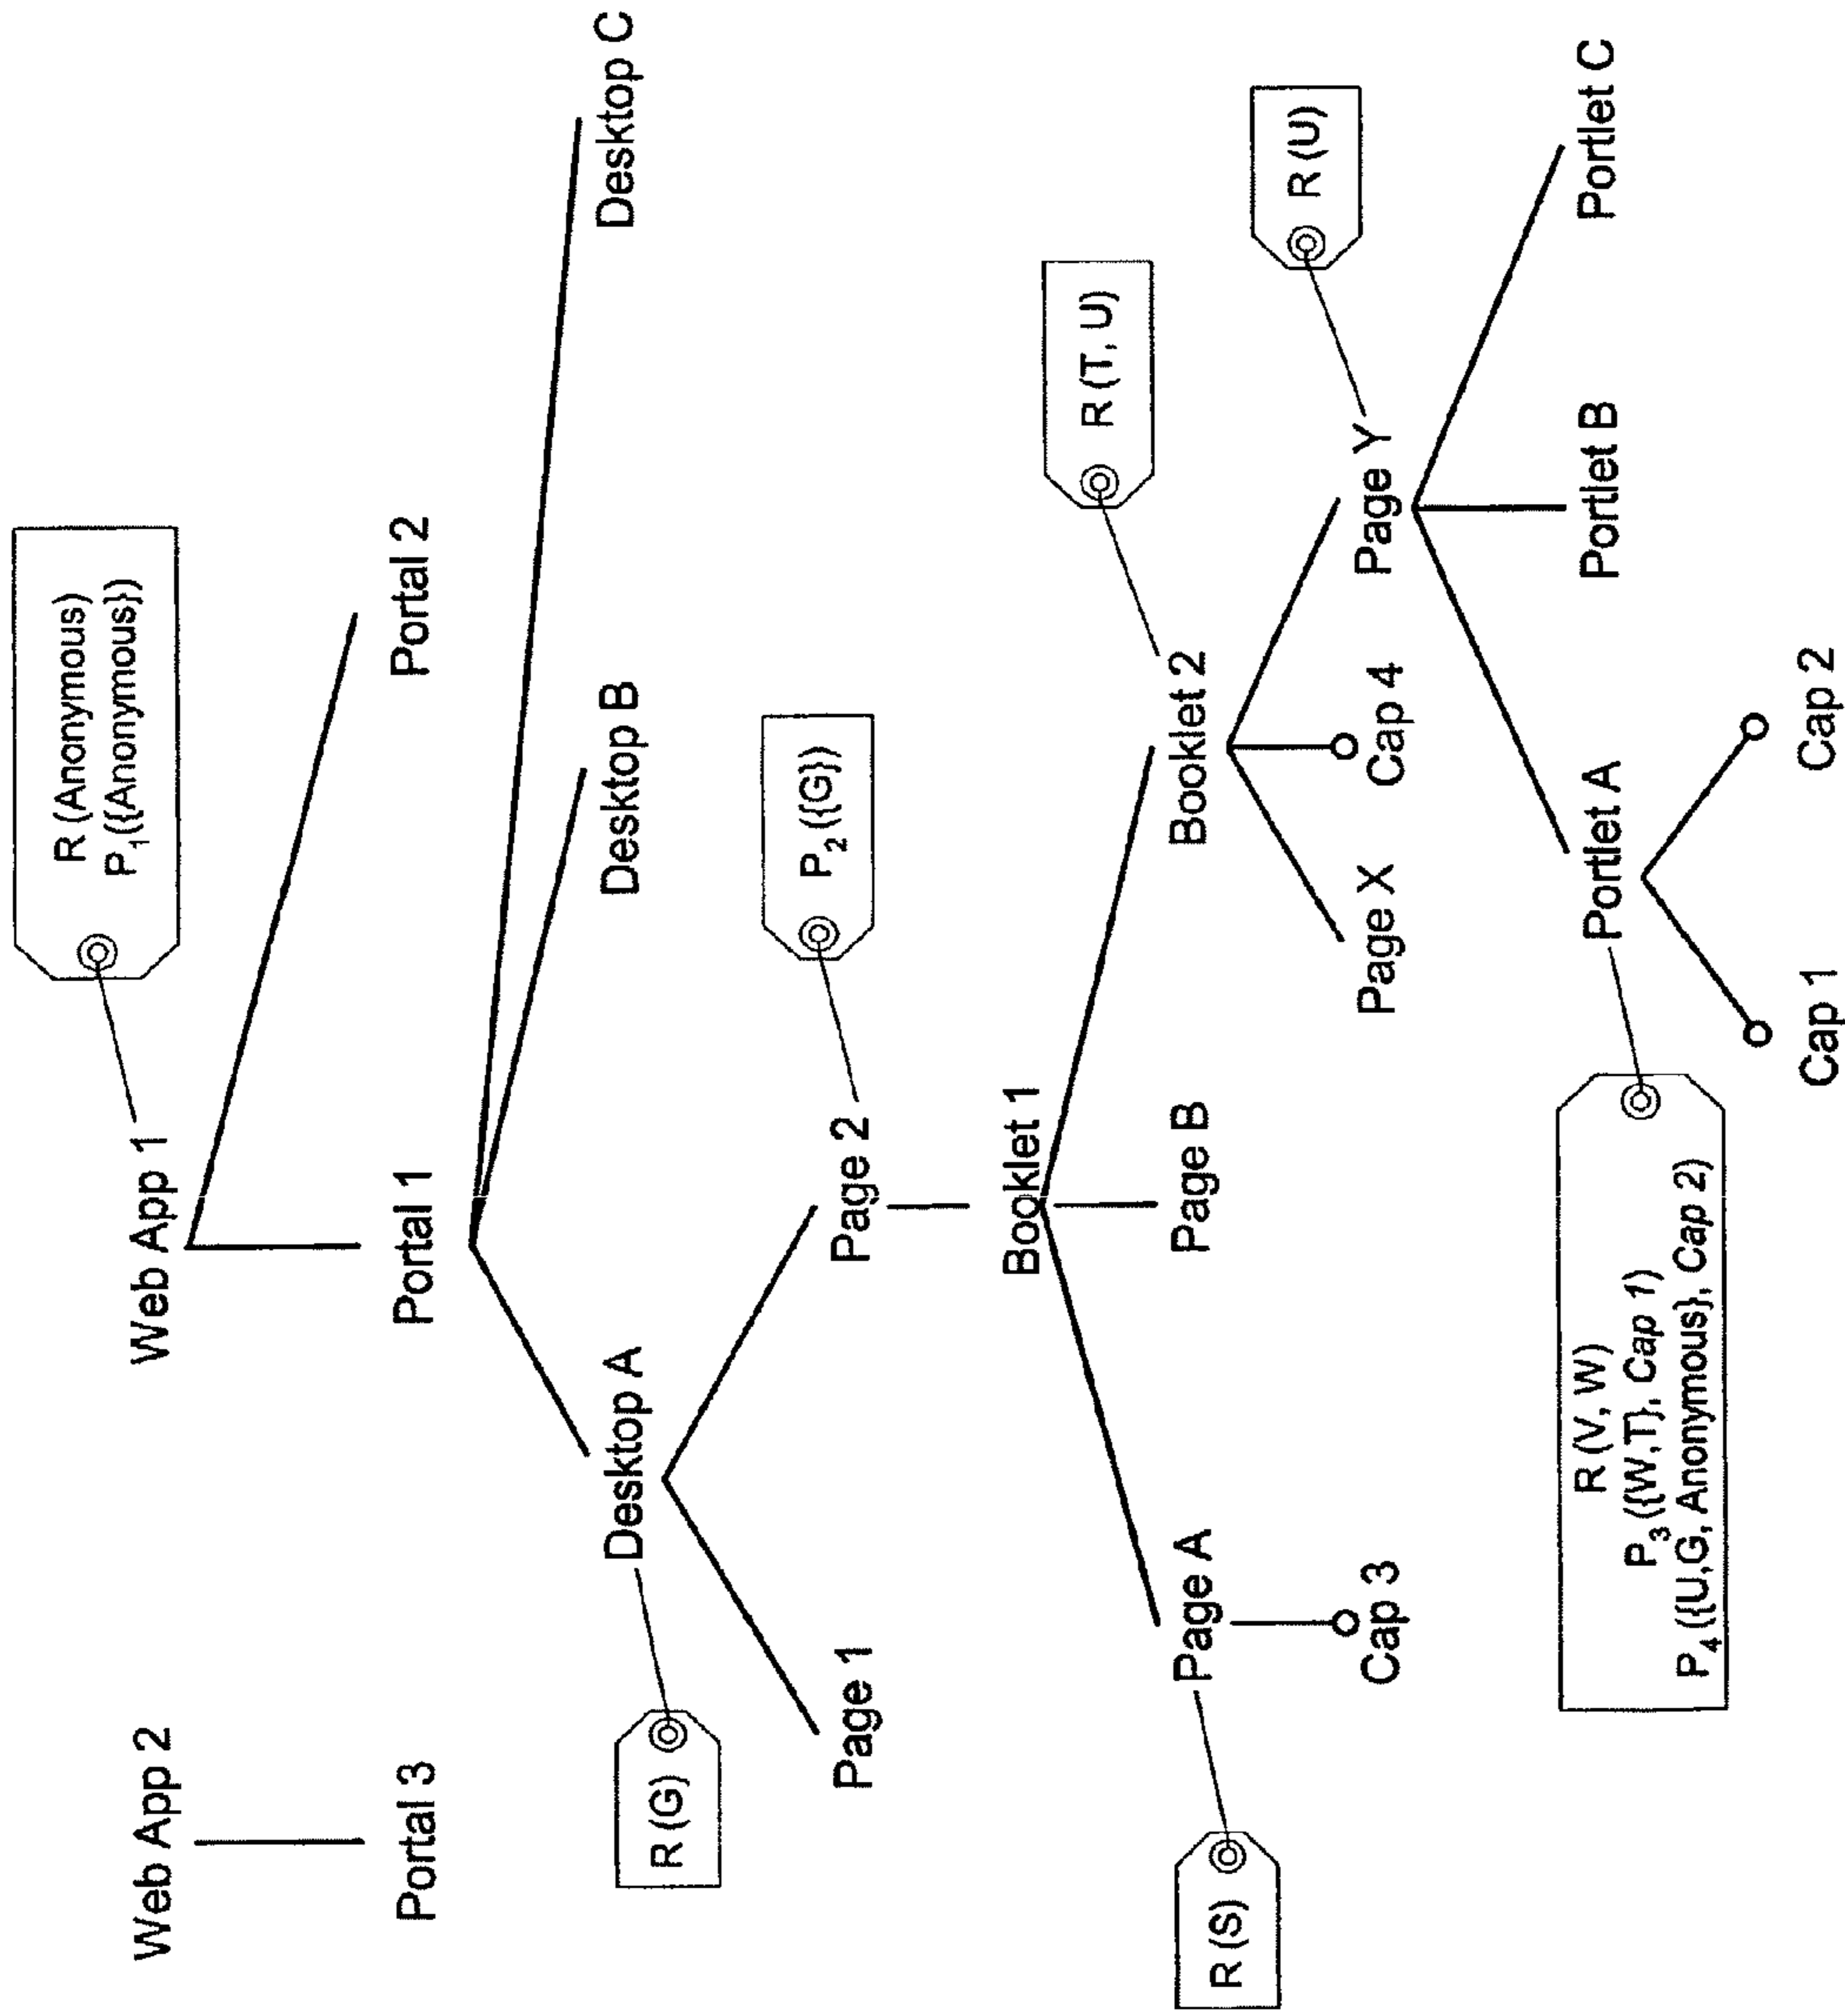 Web App 2
Web App 1
R (Anonymous)
P₁({Anonymous})
Portal 3
Portal 1
Portal 2
R (G)
Desktop A
Desktop B
Desktop C
Page 1
Page 2
P₂ ({G})
Booklet 1
R (S)
Page A
Page B
Booklet 2
R (T, U)
Cap 3
Page X
Cap 4
Page Y
R (U)
R (V, W)
P₃ ({W,T}, Cap 1)
P₄ ({U,G, Anonymous}, Cap 2)
Portlet A
Portlet B
Portlet C
Cap 1
Cap 2